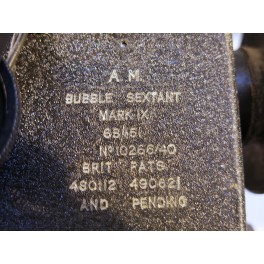 A. M.
BUBBLE SEXTANT
MARK IX
6B/151
Nº 10266/40
BRIT PATS
480112 490621
AND PENDING